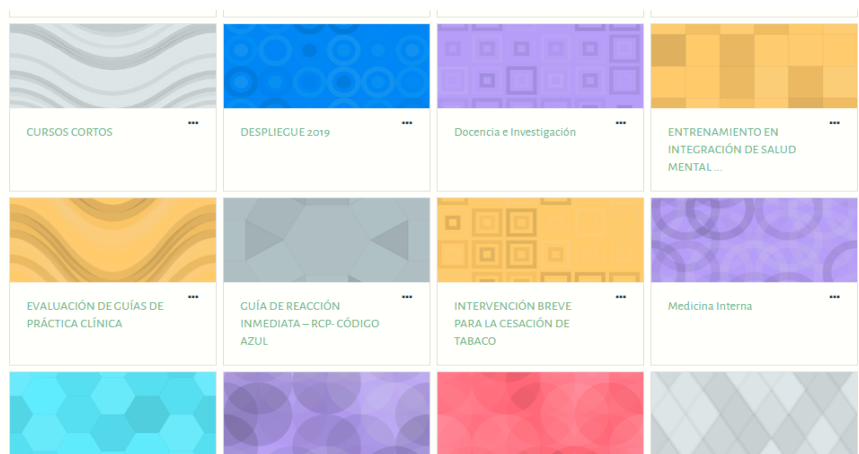 CURSOS CORTOS
DESPLIEGUE 2019
Docencia e Investigación
ENTRENAMIENTO EN
INTEGRACIÓN DE SALUD
MENTAL ...
EVALUACIÓN DE GUÍAS DE
PRÁCTICA CLÍNICA
GUÍA DE REACCIÓN
INMEDIATA – RCP- CÓDIGO
AZUL
INTERVENCIÓN BREVE
PARA LA CESACIÓN DE
TABACO
Medicina Interna